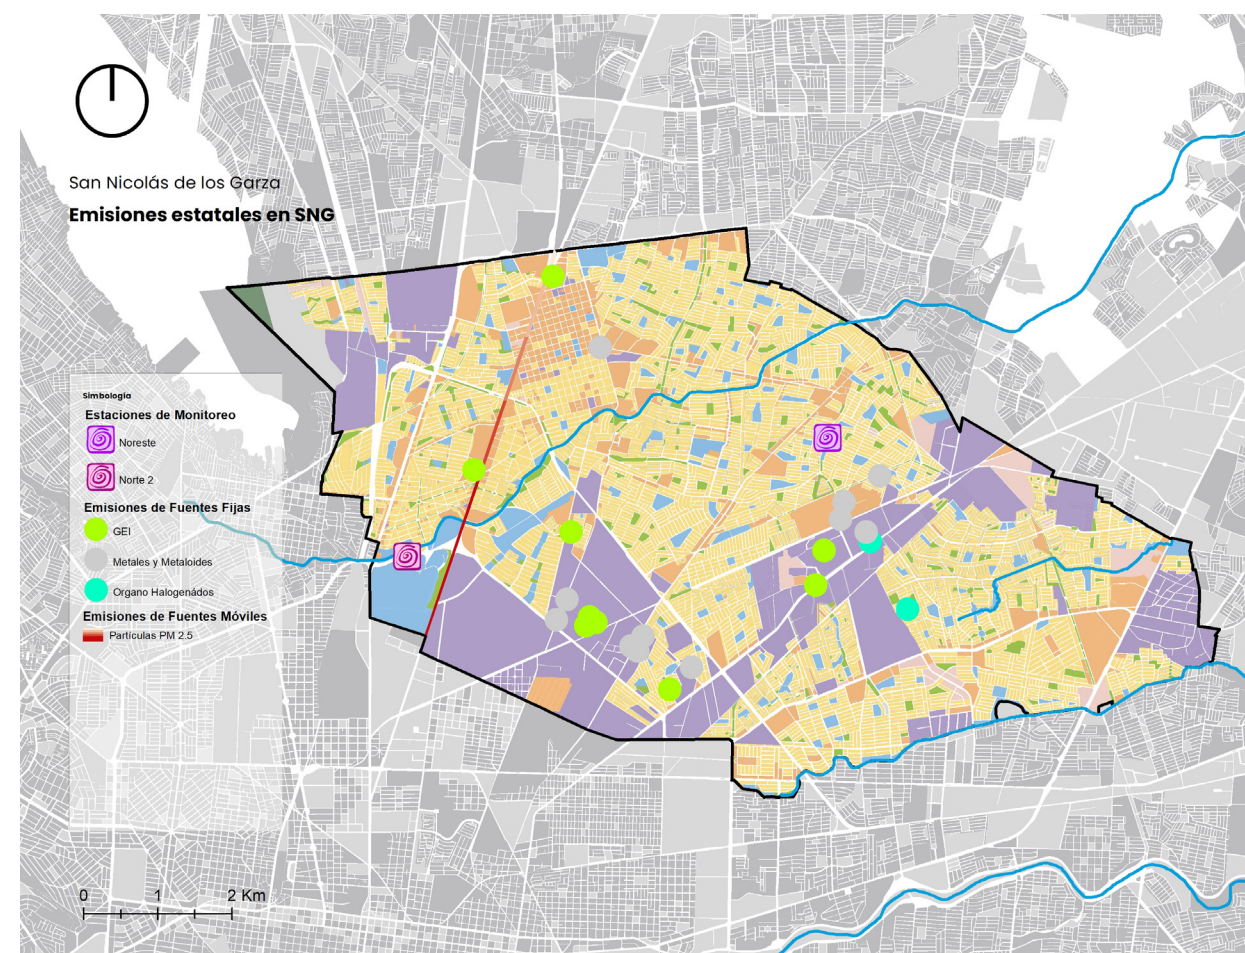 San Nicolás de los Garza
Emisiones estatales en SNG
Simbología
Estaciones de Monitoreo
Noreste
Norte 2
Emisiones de Fuentes Fijas
GEI
Metales y Metaloides
Organo Halogenádos
Emisiones de Fuentes Móviles
Partículas PM 2.5
0 1 2 Km